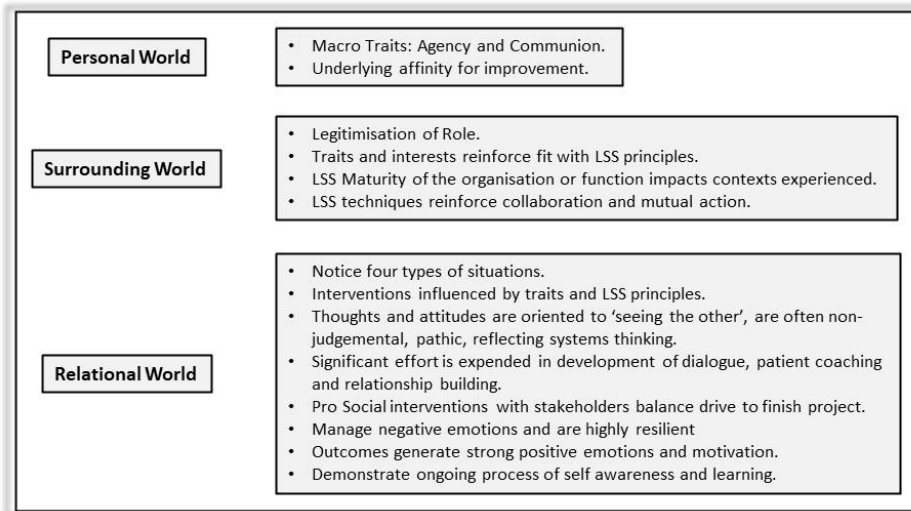 Personal World
• Macro Traits: Agency and Communion.
• Underlying affinity for improvement.
Surrounding World
• Legitimisation of Role.
• Traits and interests reinforce fit with LSS principles.
• LSS Maturity of the organisation or function impacts contexts experienced.
• LSS techniques reinforce collaboration and mutual action.
Relational World
• Notice four types of situations.
• Interventions influenced by traits and LSS principles.
• Thoughts and attitudes are oriented to ‘seeing the other’, are often non-
judgemental, pathic, reflecting systems thinking.
• Significant effort is expended in development of dialogue, patient coaching
and relationship building.
• Pro Social interventions with stakeholders balance drive to finish project.
• Manage negative emotions and are highly resilient
• Outcomes generate strong positive emotions and motivation.
• Demonstrate ongoing process of self awareness and learning.